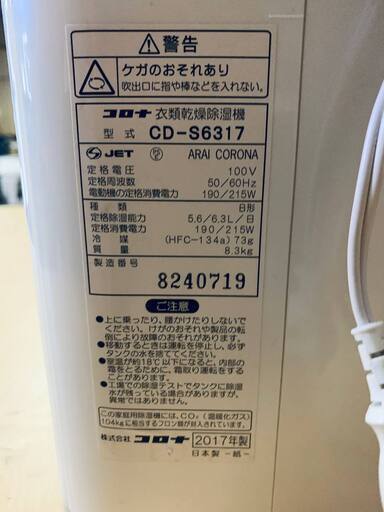 ⚠警告
ケガのおそれあり
吹出口に指や棒などを入れない。
コロナ 衣類乾燥除湿機
型式 CD-S6317
JET ARAI CORONA
定格電圧 100V
定格周波数 50/60Hz
電動機の定格消費電力 190/215W
種類 B形
定格除湿能力 5.6/6.3L/日
定格消費電力 190/215W
冷媒 (HFC-134a) 73g
質量 8.3kg
製造番号
8240719
ご注意
●上に乗ったり、腰かけたりしないで
ください。けがのおそれや製品の転
倒により故障のおそれがあります。
●移動するときは運転を停止し、必ず
タンクの水を捨ててください。
●室温が約18℃以下になると、内部の
霜をとるために、霜取り運転をする
ことがあります。
●工場での除湿テストでタンクに除湿
水が残っている場合がありますが、
異常ではありません。
この家庭用除湿機には、CO₂(温暖化ガス)
104kgに相当するフロン類が封入されています。
株式会社 コロナ 2017年製
日本製 -紙-